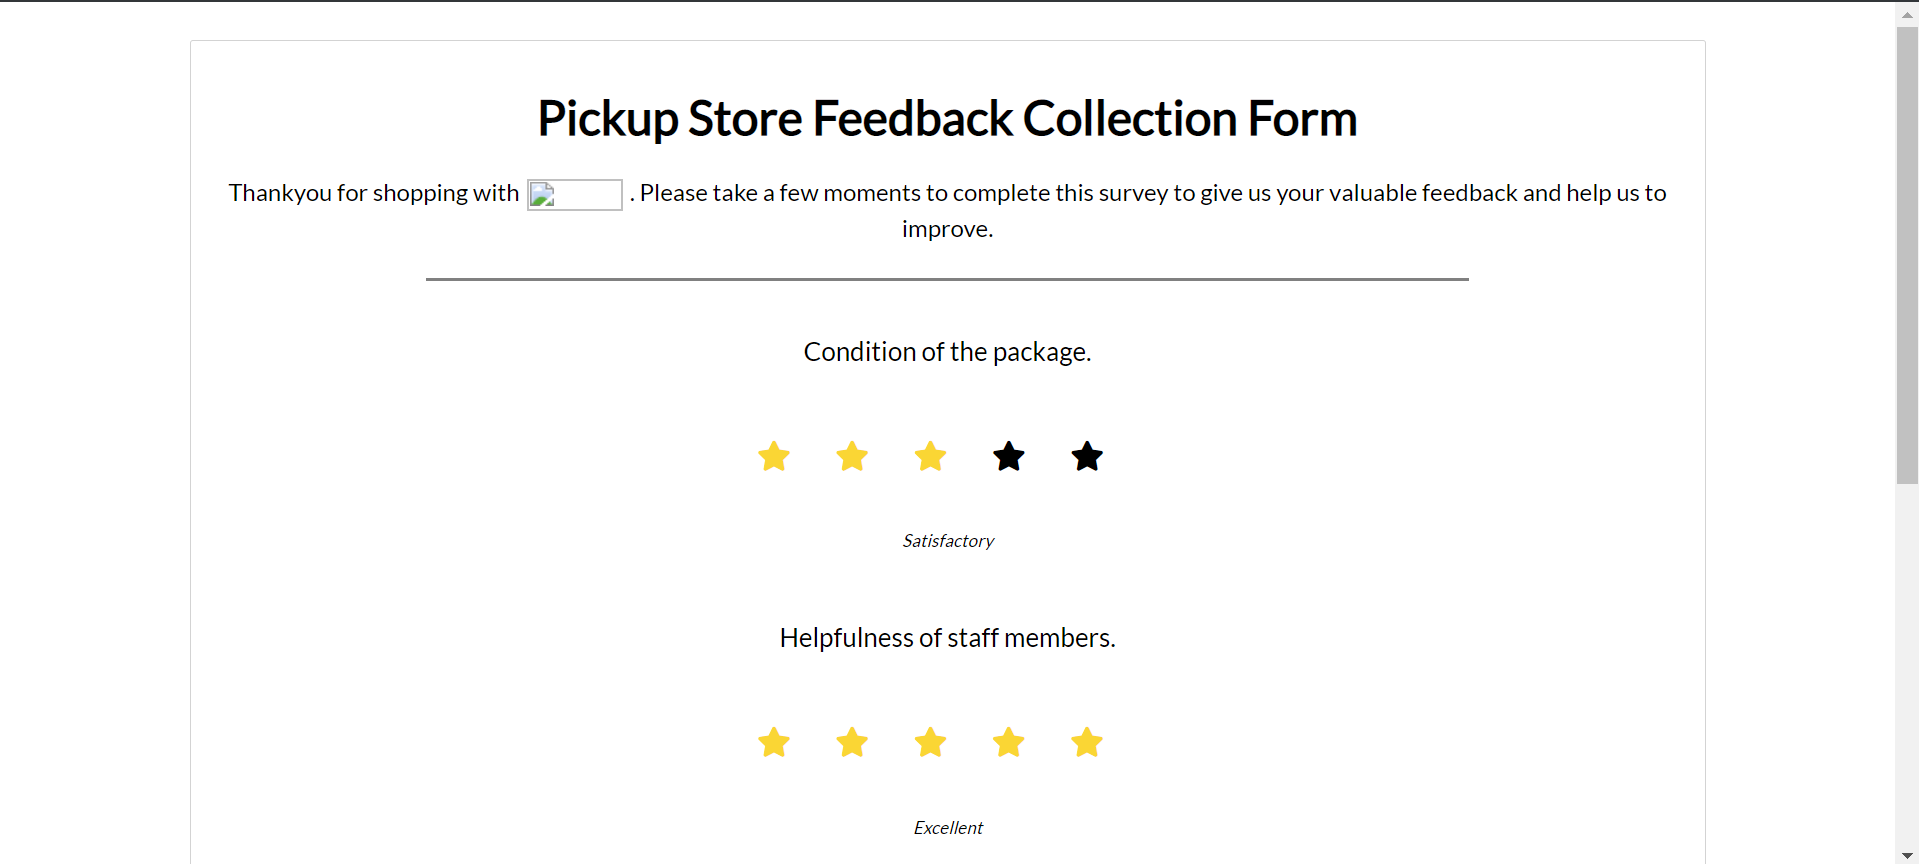 Pickup Store Feedback Collection Form
Thankyou for shopping with . Please take a few moments to complete this survey to give us your valuable feedback and help us to
improve.
Condition of the package.
Satisfactory
Helpfulness of staff members.
Excellent